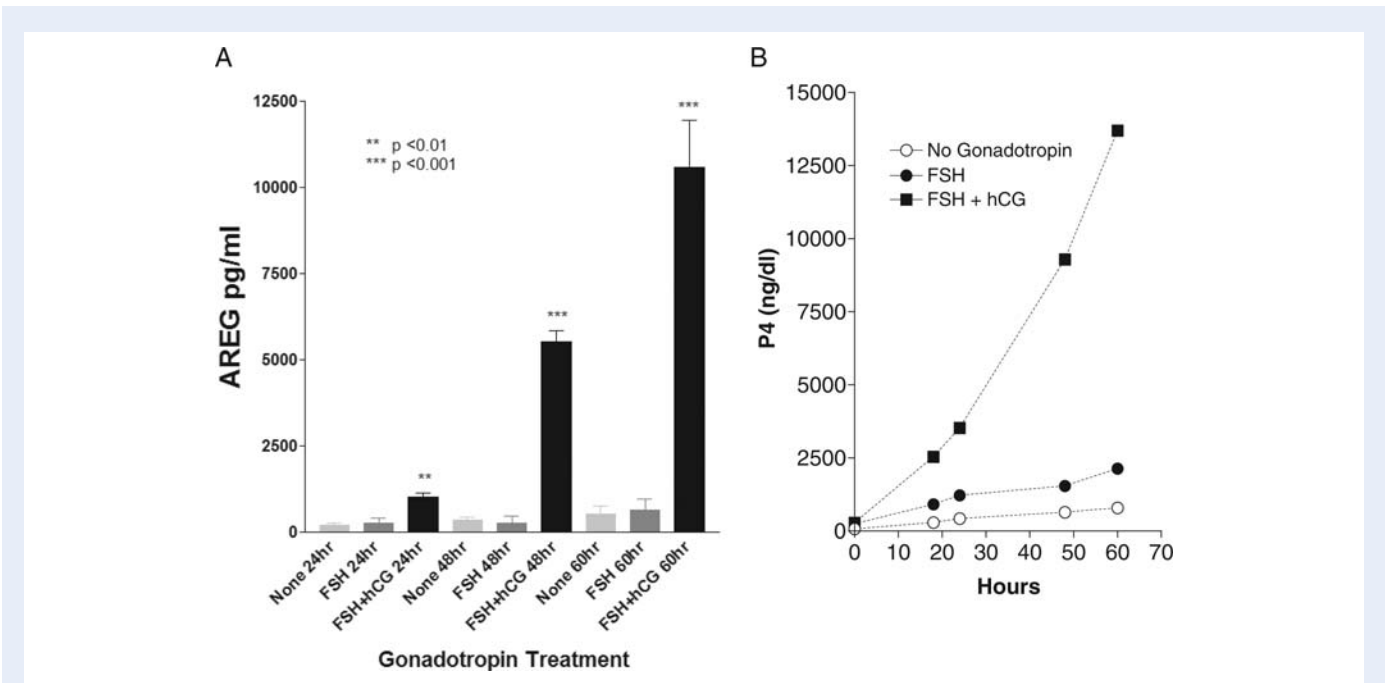 A
12500
10000
7500
5000
2500
0
AREG pg/ml
** p <0.01
*** p <0.001
**
***
***
None 24hr
FSH 24hr
FSH+hCG 24hr
None 48hr
FSH 48hr
FSH+hCG 48hr
None 60hr
FSH 60hr
FSH+hCG 60hr
Gonadotropin Treatment
B
15000
12500
10000
7500
5000
2500
0
P4 (ng/dl)
No Gonadotropin
FSH
FSH + hCG
0 10 20 30 40 50 60 70
Hours